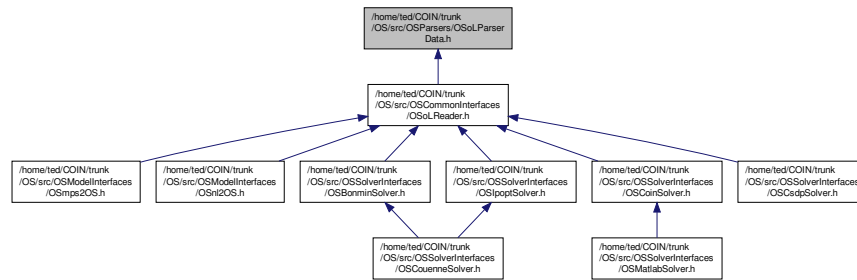 /home/ted/COIN/trunk
/OS/src/OSParsers/OSoLParser
Data.h
/home/ted/COIN/trunk
/OS/src/OSCommonInterfaces
/OSoLReader.h
/home/ted/COIN/trunk
/OS/src/OSModelInterfaces
/OSmps2OS.h
/home/ted/COIN/trunk
/OS/src/OSModelInterfaces
/OSnl2OS.h
/home/ted/COIN/trunk
/OS/src/OSSolverInterfaces
/OSBonminSolver.h
/home/ted/COIN/trunk
/OS/src/OSSolverInterfaces
/OSIpoptSolver.h
/home/ted/COIN/trunk
/OS/src/OSSolverInterfaces
/OSCoinSolver.h
/home/ted/COIN/trunk
/OS/src/OSSolverInterfaces
/OSCsdpSolver.h
/home/ted/COIN/trunk
/OS/src/OSSolverInterfaces
/OSCouenneSolver.h
/home/ted/COIN/trunk
/OS/src/OSSolverInterfaces
/OSMatlabSolver.h